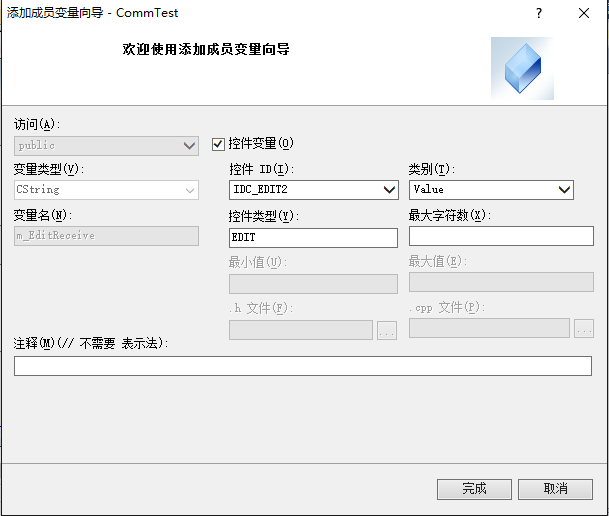 添加成员变量向导 - CommTest
?
欢迎使用添加成员变量向导
访问(A):
public
控件变量(O)
变量类型(V):
控件 ID(I):
类别(T):
CString
IDC_EDIT2
Value
变量名(N):
控件类型(Y):
最大字符数(X):
m_EditReceive
EDIT
最小值(U):
最大值(E):
.h 文件(F):
.cpp 文件(P):
...
...
注释(M)(// 不需要 表示法):
完成
取消